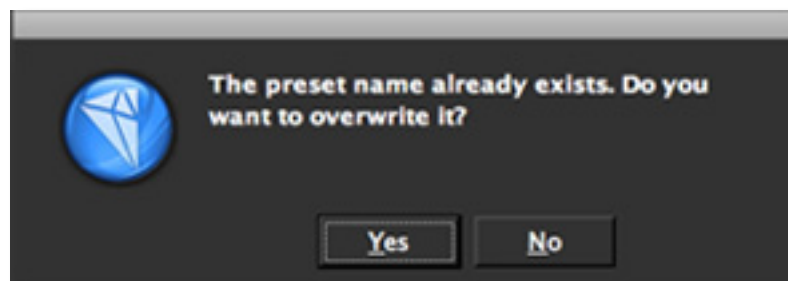 The preset name already exists. Do you
want to overwrite it?
Yes
No